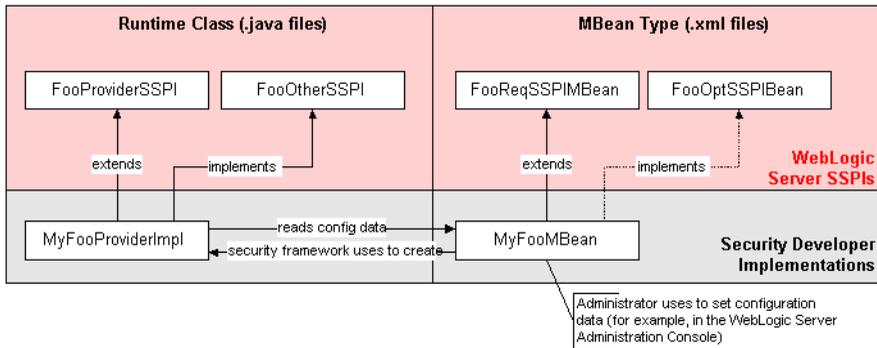 Runtime Class (.java files)
MBean Type (.xml files)
FooProviderSSPI
FooOtherSSPI
FooReqSSPIMBean
FooOptSSPIBean
extends
implements
extends
implements
WebLogic
Server SSPIs
MyFooProviderImpl
reads config data
security framework uses to create
MyFooMBean
Security Developer
Implementations
Administrator uses to set configuration
data (for example, in the WebLogic Server
Administration Console)